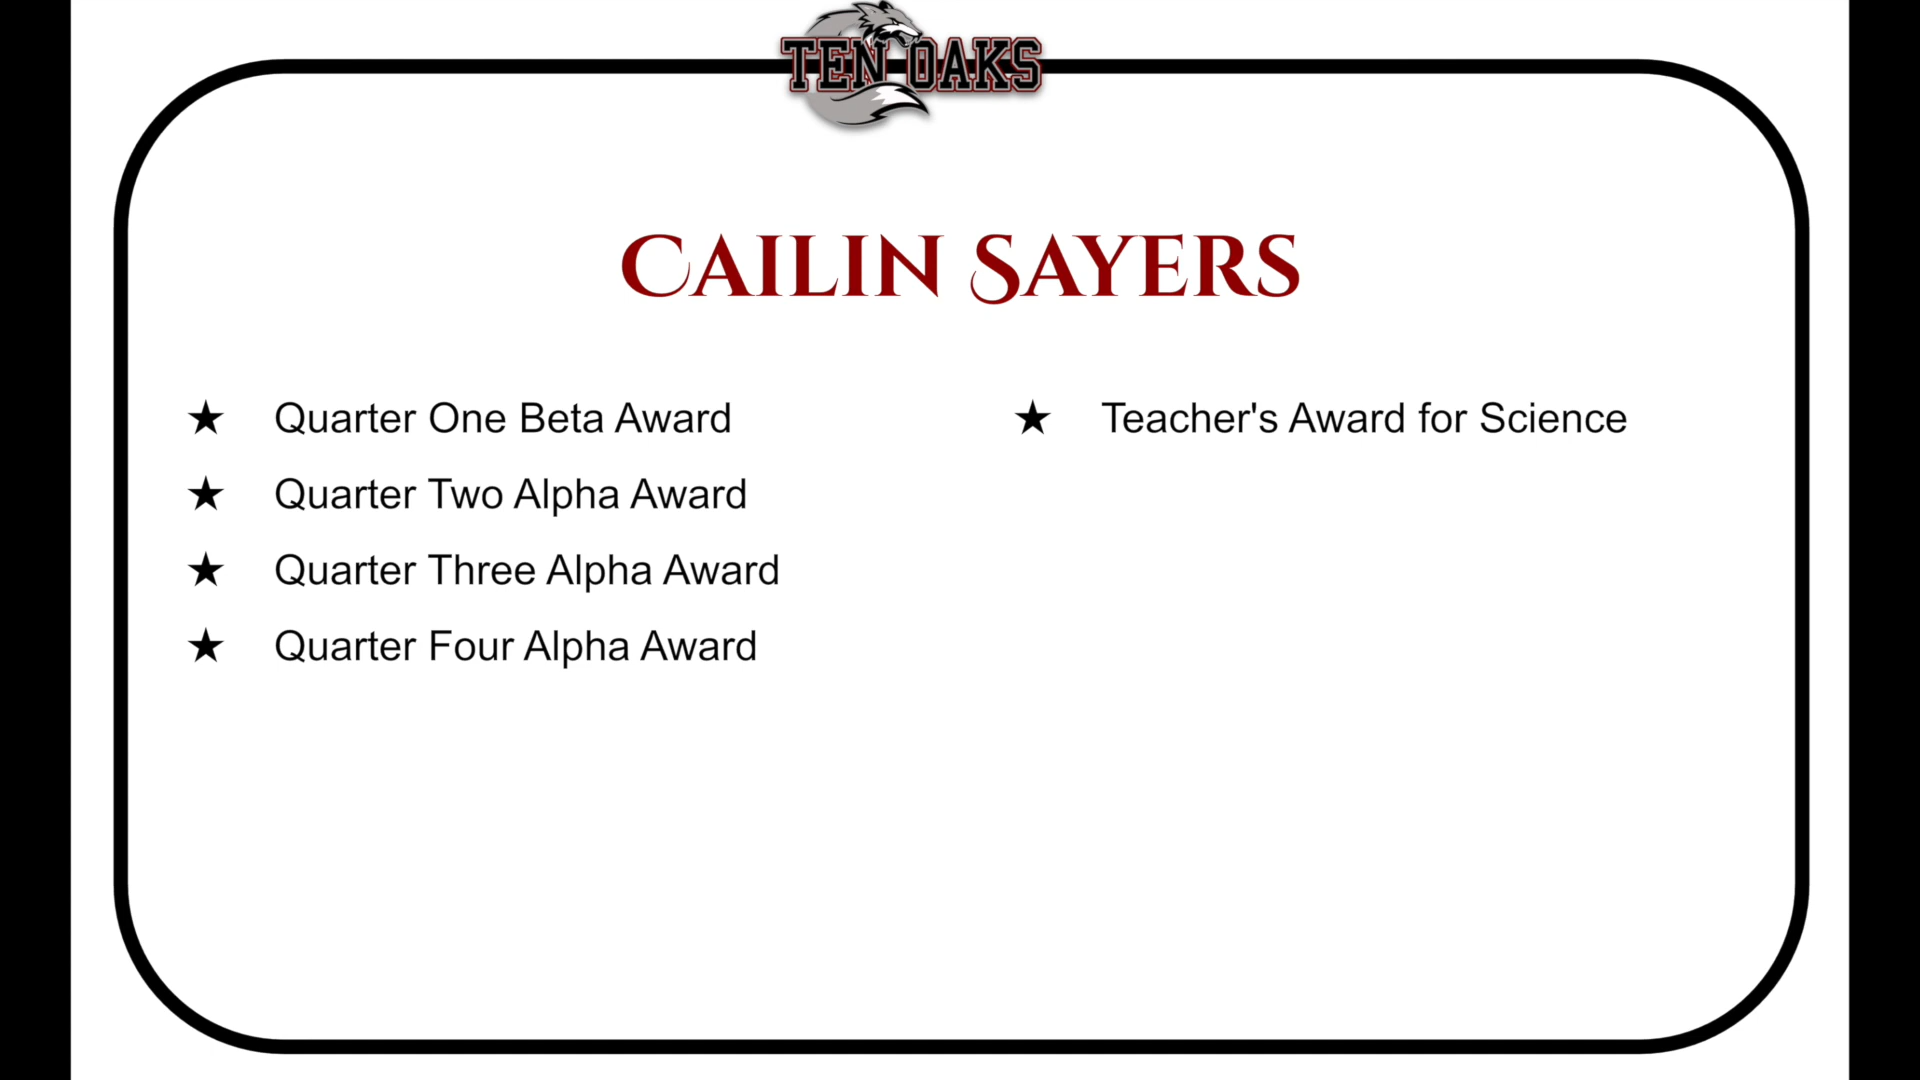 TEN OAKS
CAILIN SAYERS
★ Quarter One Beta Award
★ Quarter Two Alpha Award
★ Quarter Three Alpha Award
★ Quarter Four Alpha Award
★ Teacher's Award for Science